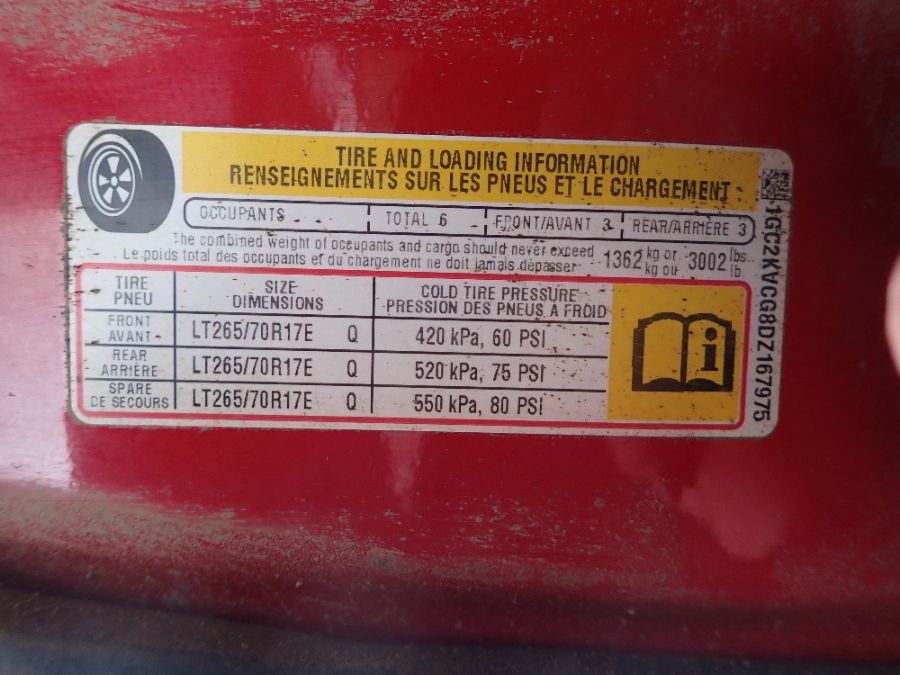 TIRE AND LOADING INFORMATION
RENSEIGNEMENTS SUR LES PNEUS ET LE CHARGEMENT
OCCUPANTS TOTAL 6 FRONT/AVANT 3 REAR/ARRIÈRE 3
The combined weight of occupants and cargo should never exceed 1362 kg or 3002 lbs.
Le poids total des occupants et du chargement ne doit jamais dépasser kg ou lb.
TIRE SIZE COLD TIRE PRESSURE
PNEU DIMENSIONS PRESSION DES PNEUS A FROID
FRONT
AVANT LT265/70R17E Q 420 kPa, 60 PSI
REAR
ARRIÈRE LT265/70R17E Q 520 kPa, 75 PSI
SPARE
DE SECOURS LT265/70R17E Q 550 kPa, 80 PSI
i
1GC2KVCG8DZ167975